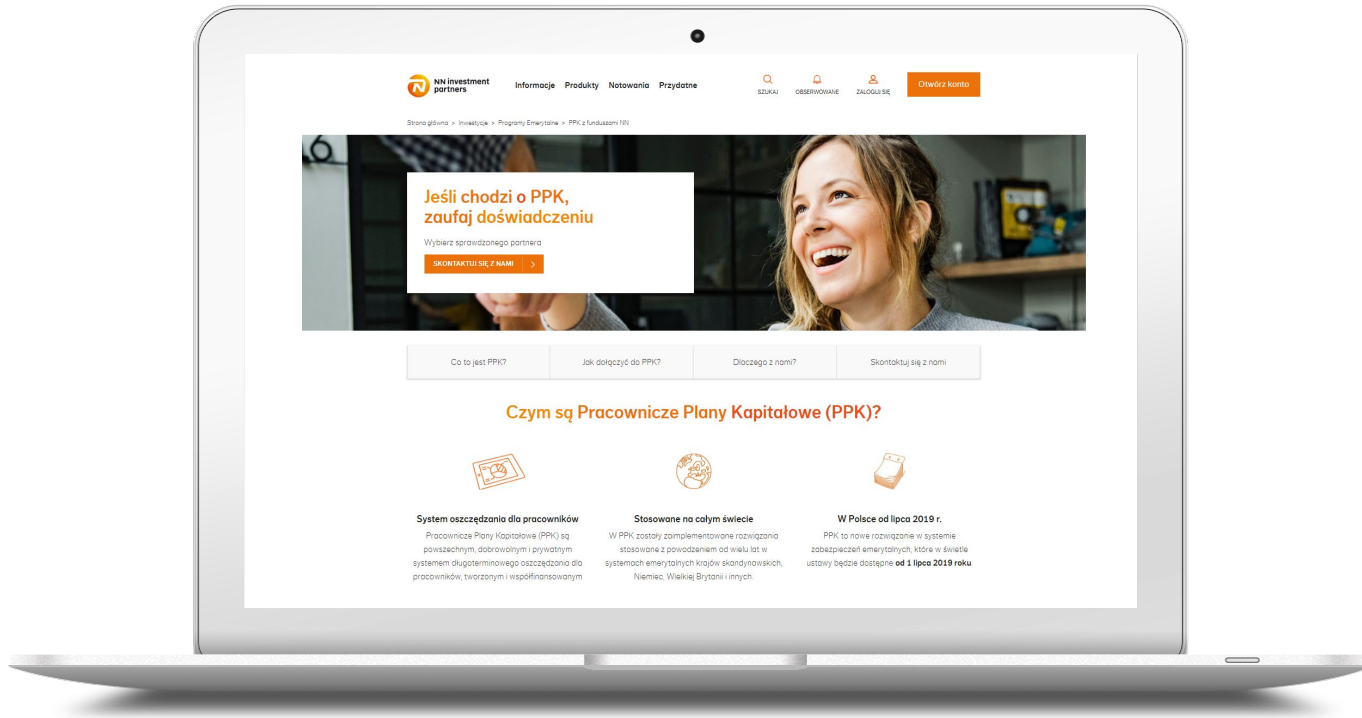 NN investment
partners
Informacje Produkty Notowania Przydatne
SZUKAJ OBSERWOWANE ZALOGUJ SIĘ
Otwórz konto
Strona główna > Inwestycje > Programy Emerytalne > PPK z funduszami NN
6
Jeśli chodzi o PPK,
zaufaj doświadczeniu
Wybierz sprawdzonego partnera
SKONTAKTUJ SIĘ Z NAMI >
Co to jest PPK? Jak dołączyć do PPK? Dlaczego z nami? Skontaktuj się z nami
Czym są Pracownicze Plany Kapitałowe (PPK)?
System oszczędzania dla pracowników
Pracownicze Plany Kapitałowe (PPK) są
powszechnym, dobrowolnym i prywatnym
systemem długoterminowego oszczędzania dla
pracowników, tworzonym i współfinansowanym
Stosowane na całym świecie
W PPK zostały zaimplementowane rozwiązania
stosowane z powodzeniem od wielu lat w
systemach emerytalnych krajów skandynawskich,
Niemiec, Wielkiej Brytanii i innych.
W Polsce od lipca 2019 r.
PPK to nowe rozwiązanie w systemie
zabezpieczeń emerytalnych, które w świetle
ustawy będzie dostępne od 1 lipca 2019 roku